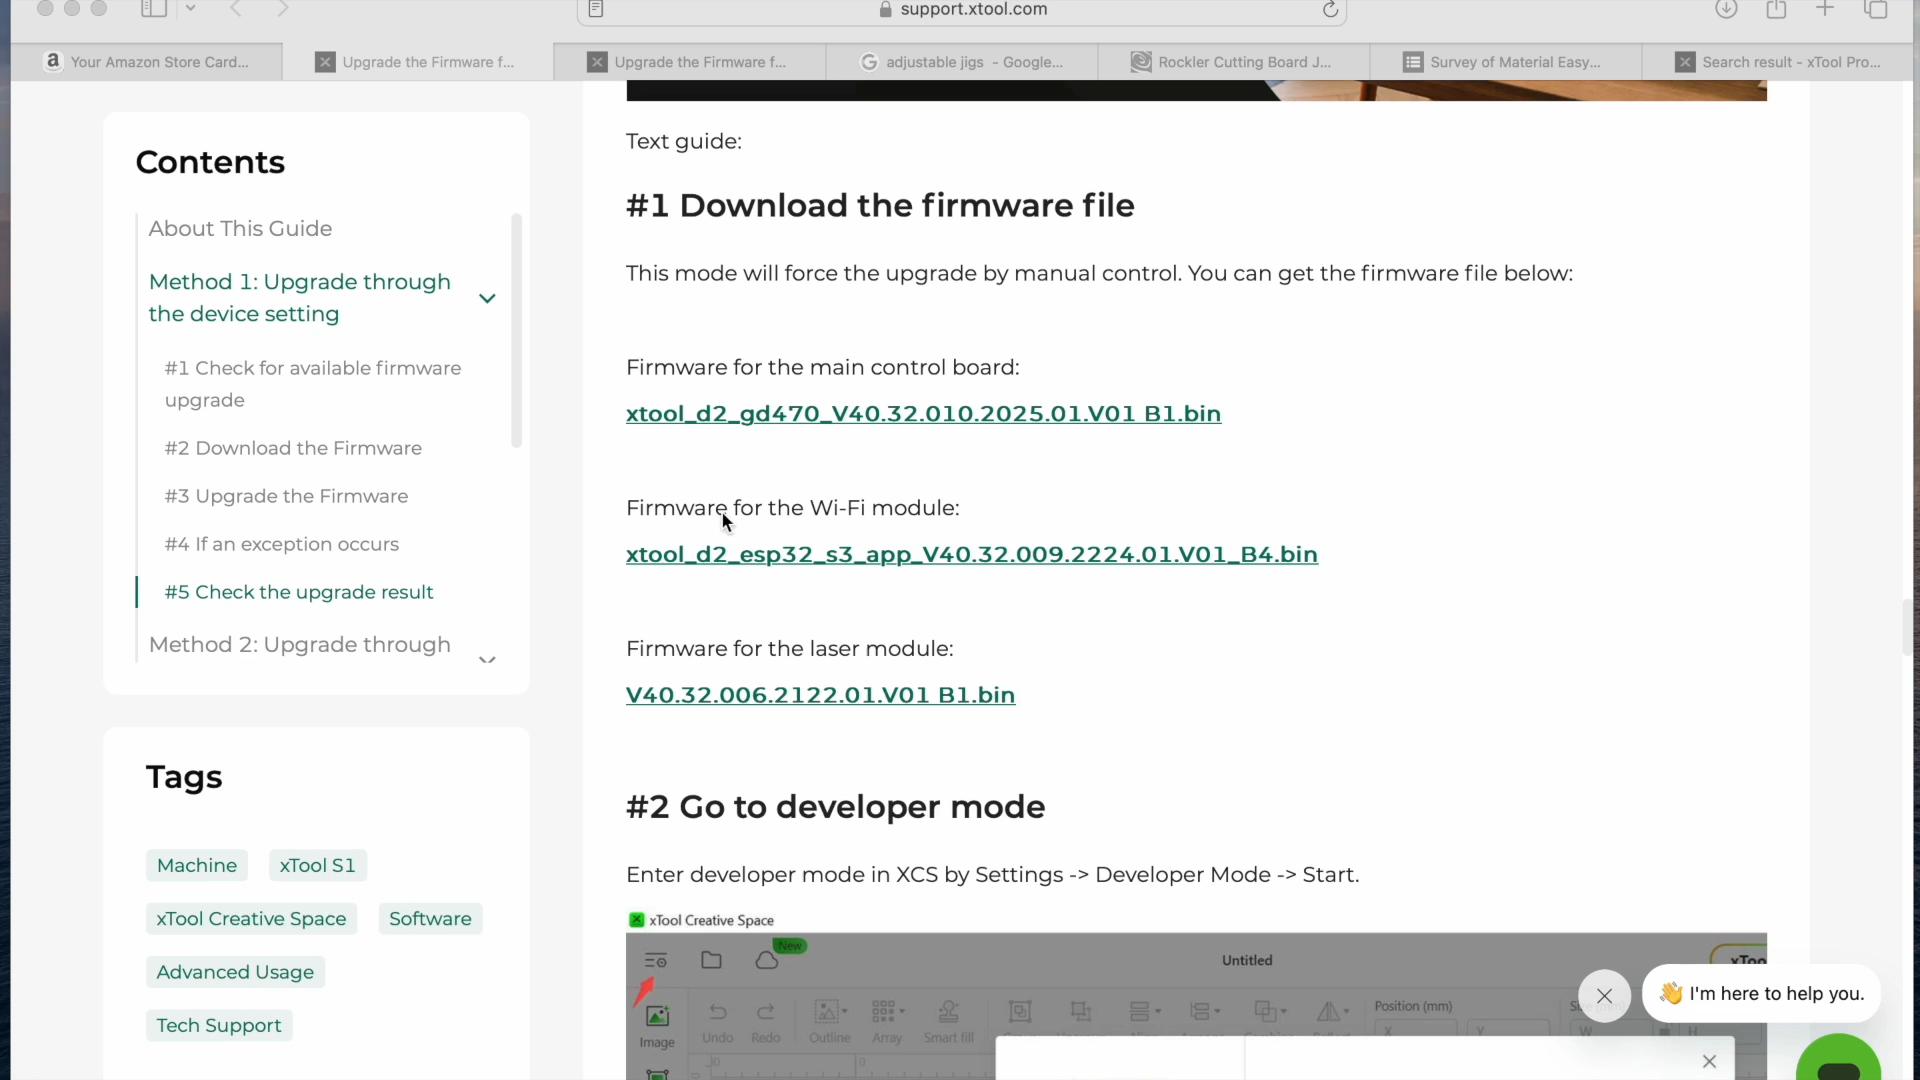 support.xtool.com
Your Amazon Store Card...
Upgrade the Firmware f...
Upgrade the Firmware f...
adjustable jigs - Google...
Rockler Cutting Board J...
Survey of Material Easy...
Search result - xTool Pro...
Contents
About This Guide
Method 1: Upgrade through
the device setting
#1 Check for available firmware
upgrade
#2 Download the Firmware
#3 Upgrade the Firmware
#4 If an exception occurs
#5 Check the upgrade result
Method 2: Upgrade through
Tags
Machine
xTool S1
xTool Creative Space
Software
Advanced Usage
Tech Support
Text guide:
#1 Download the firmware file
This mode will force the upgrade by manual control. You can get the firmware file below:
Firmware for the main control board:
xtool_d2_gd470_V40.32.010.2025.01.V01 B1.bin
Firmware for the Wi-Fi module:
xtool_d2_esp32_s3_app_V40.32.009.2224.01.V01_B4.bin
Firmware for the laser module:
V40.32.006.2122.01.V01 B1.bin
#2 Go to developer mode
Enter developer mode in XCS by Settings -> Developer Mode -> Start.
xTool Creative Space
New
Untitled
Image
Undo
Redo
Outline
Array
Smart fill
Position (mm)
X
Y
W
H
👋 I'm here to help you.